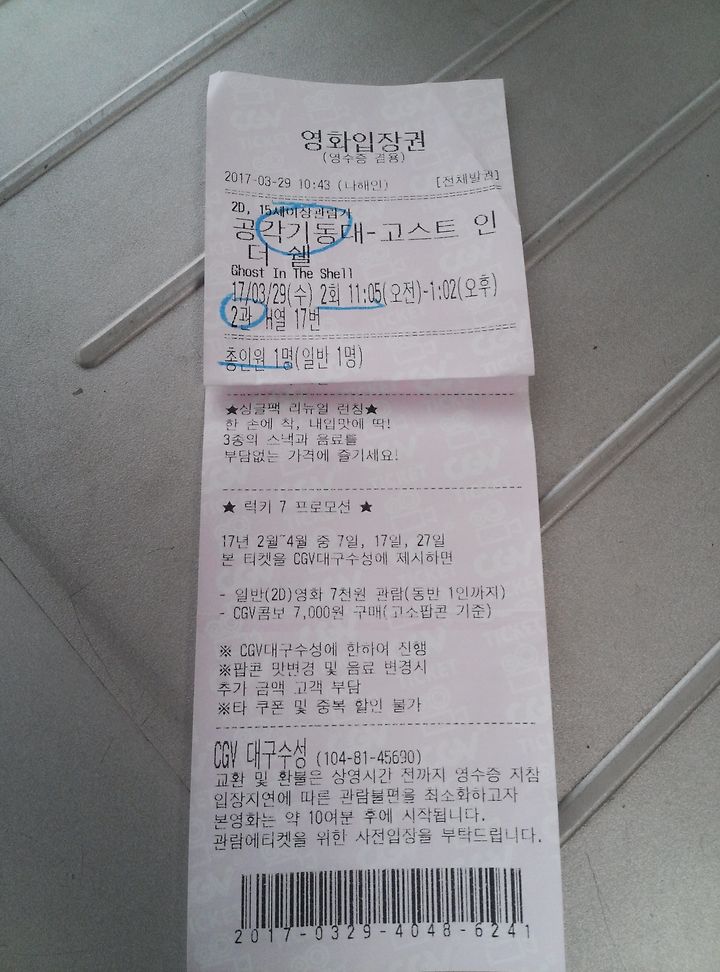 영화입장권
(영수증 겸용)
2017-03-29 10:43 (나해인) [전체발권]
2D, 15세이상관람가
공각기동대-고스트 인
더 쉘
Ghost In The Shell
17/03/29(수) 2회 11:05(오전)-1:02(오후)
2관 H열 17번
총인원 1명(일반 1명)
★싱글팩 리뉴얼 런칭★
한 손에 착, 내입맛에 딱!
3종의 스낵과 음료를
부담없는 가격에 즐기세요!
★ 럭키 7 프로모션 ★
17년 2월~4월 중 7일, 17일, 27일
본 티켓을 CGV대구수성에 제시하면
- 일반(2D)영화 7천원 관람(동반 1인까지)
- CGV콤보 7,000원 구매(고소팝콘 기준)
※ CGV대구수성에 한하여 진행
※팝콘 맛변경 및 음료 변경시
추가 금액 고객 부담
※타 쿠폰 및 중복 할인 불가
CGV 대구수성 (104-81-45690)
교환 및 환불은 상영시간 전까지 영수증 지참
입장지연에 따른 관람불편을 최소화하고자
본영화는 약 10여분 후에 시작됩니다.
관람에티켓을 위한 사전입장을 부탁드립니다.
2017-0329-4048-6241